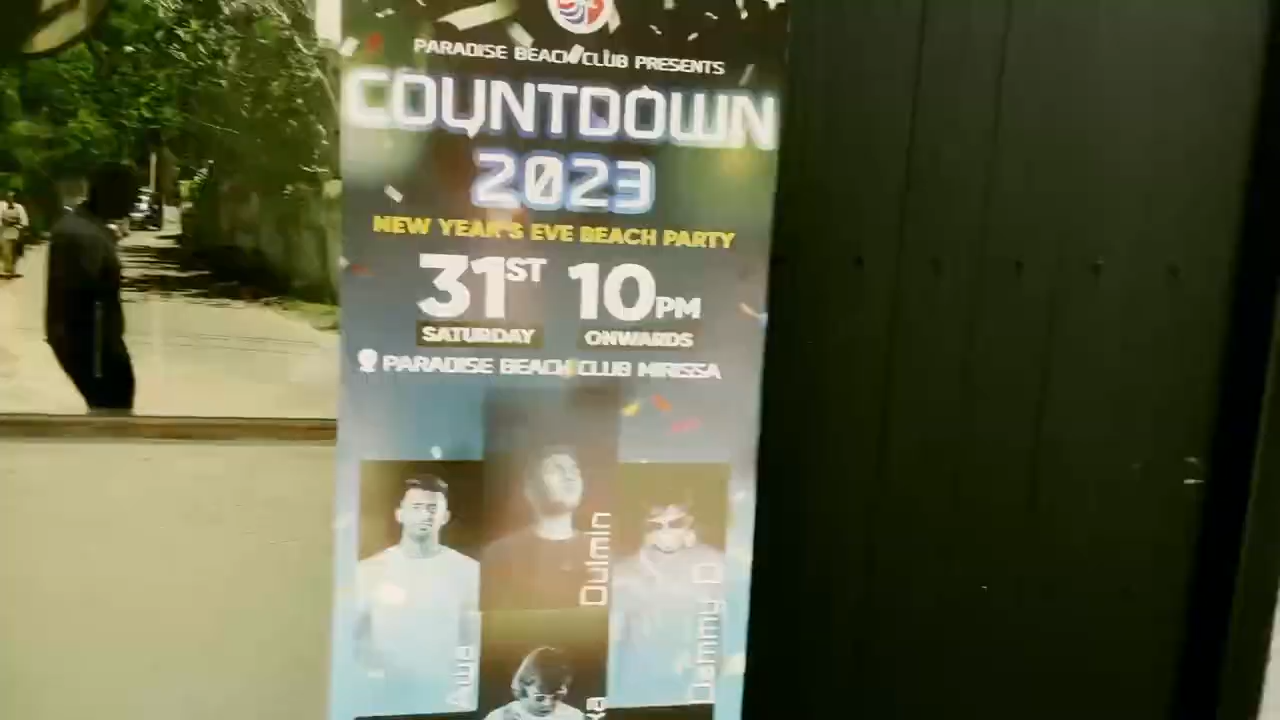 PARADISE BEACH CLUB PRESENTS
COUNTDOWN
2023
NEW YEAR'S EVE BEACH PARTY
31ST 10PM
SATURDAY ONWARDS
PARADISE BEACH CLUB MIRISSA
Dulmin